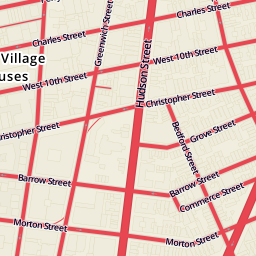 Charles Street
Charles Street
Greenwich Street
Hudson Street
West 10th Street
Village
uses
West 10th Street
Christopher Street
ristopher Street
Bedford Street
Grove Street
Barrow Street
Barrow Street
Commerce Street
Morton Street
Morton Street